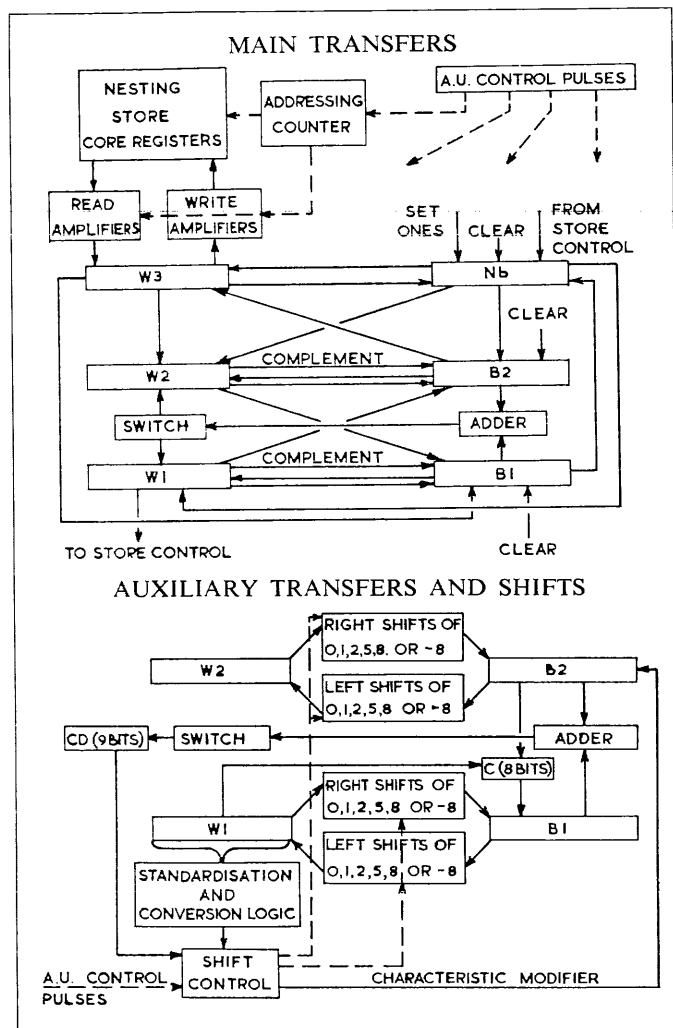 MAIN TRANSFERS
NESTING
STORE
CORE REGISTERS
ADDRESSING
COUNTER
A.U. CONTROL PULSES
READ
AMPLIFIERS
WRITE
AMPLIFIERS
SET
ONES
CLEAR
FROM
STORE
CONTROL
W3
Nb
CLEAR
COMPLEMENT
W2
B2
SWITCH
ADDER
COMPLEMENT
W1
B1
TO STORE CONTROL
CLEAR
AUXILIARY TRANSFERS AND SHIFTS
RIGHT SHIFTS OF
0,1,2,5,8. OR -8
W2
B2
LEFT SHIFTS OF
0,1,2,5,8 OR -8
CD (9BITS)
SWITCH
ADDER
C (8BITS)
RIGHT SHIFTS OF
0,1,2,5,8 OR -8
W1
B1
LEFT SHIFTS OF
0,1,2,5,8 OR -8
STANDARDISATION
AND
CONVERSION LOGIC
SHIFT
CONTROL
A.U. CONTROL
PULSES
CHARACTERISTIC MODIFIER